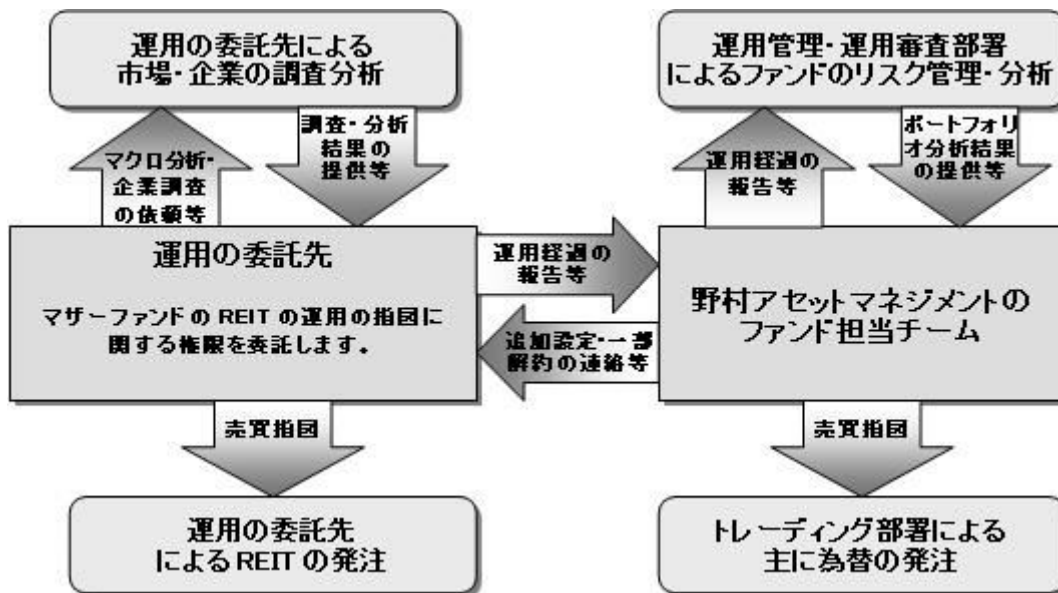 運用の委託先による
市場・企業の調査分析
運用管理・運用審査部署
によるファンドのリスク管理・分析
マクロ分析・
企業調査
の依頼等
調査・分析
結果の
提供等
運用経過の
報告等
ポートフォリ
オ分析結果
の提供等
運用の委託先
マザーファンドのREITの運用の指図に
関する権限を委託します。
運用経過の
報告等
追加設定・一部
解約の連絡等
野村アセットマネジメントの
ファンド担当チーム
売買指図
売買指図
運用の委託先
によるREITの発注
トレーディング部署による
主に為替の発注